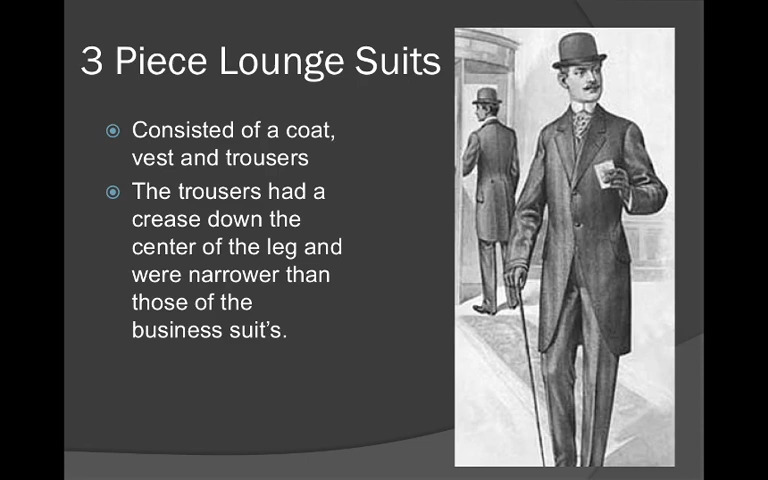 3 Piece Lounge Suits
Consisted of a coat,
vest and trousers
The trousers had a
crease down the
center of the leg and
were narrower than
those of the
business suit’s.